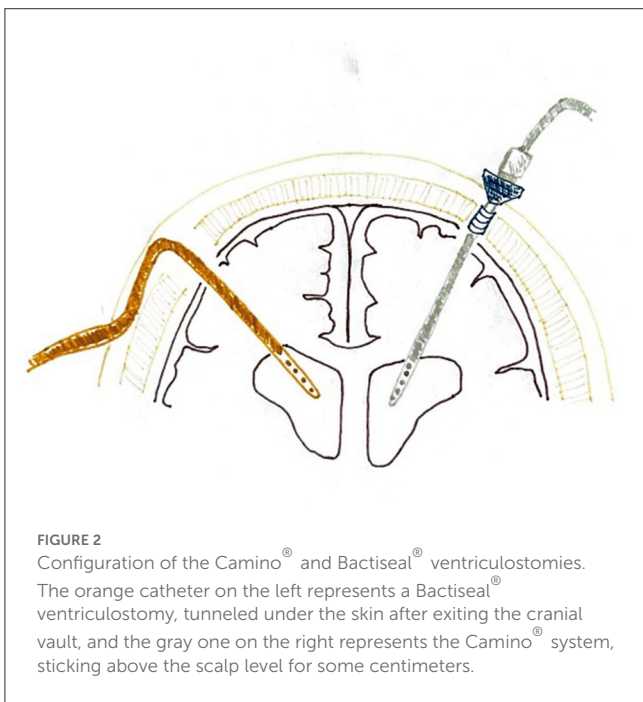 FIGURE 2
Configuration of the Camino® and Bactiseal® ventriculostomies.
The orange catheter on the left represents a Bactiseal®
ventriculostomy, tunneled under the skin after exiting the cranial
vault, and the gray one on the right represents the Camino® system,
sticking above the scalp level for some centimeters.